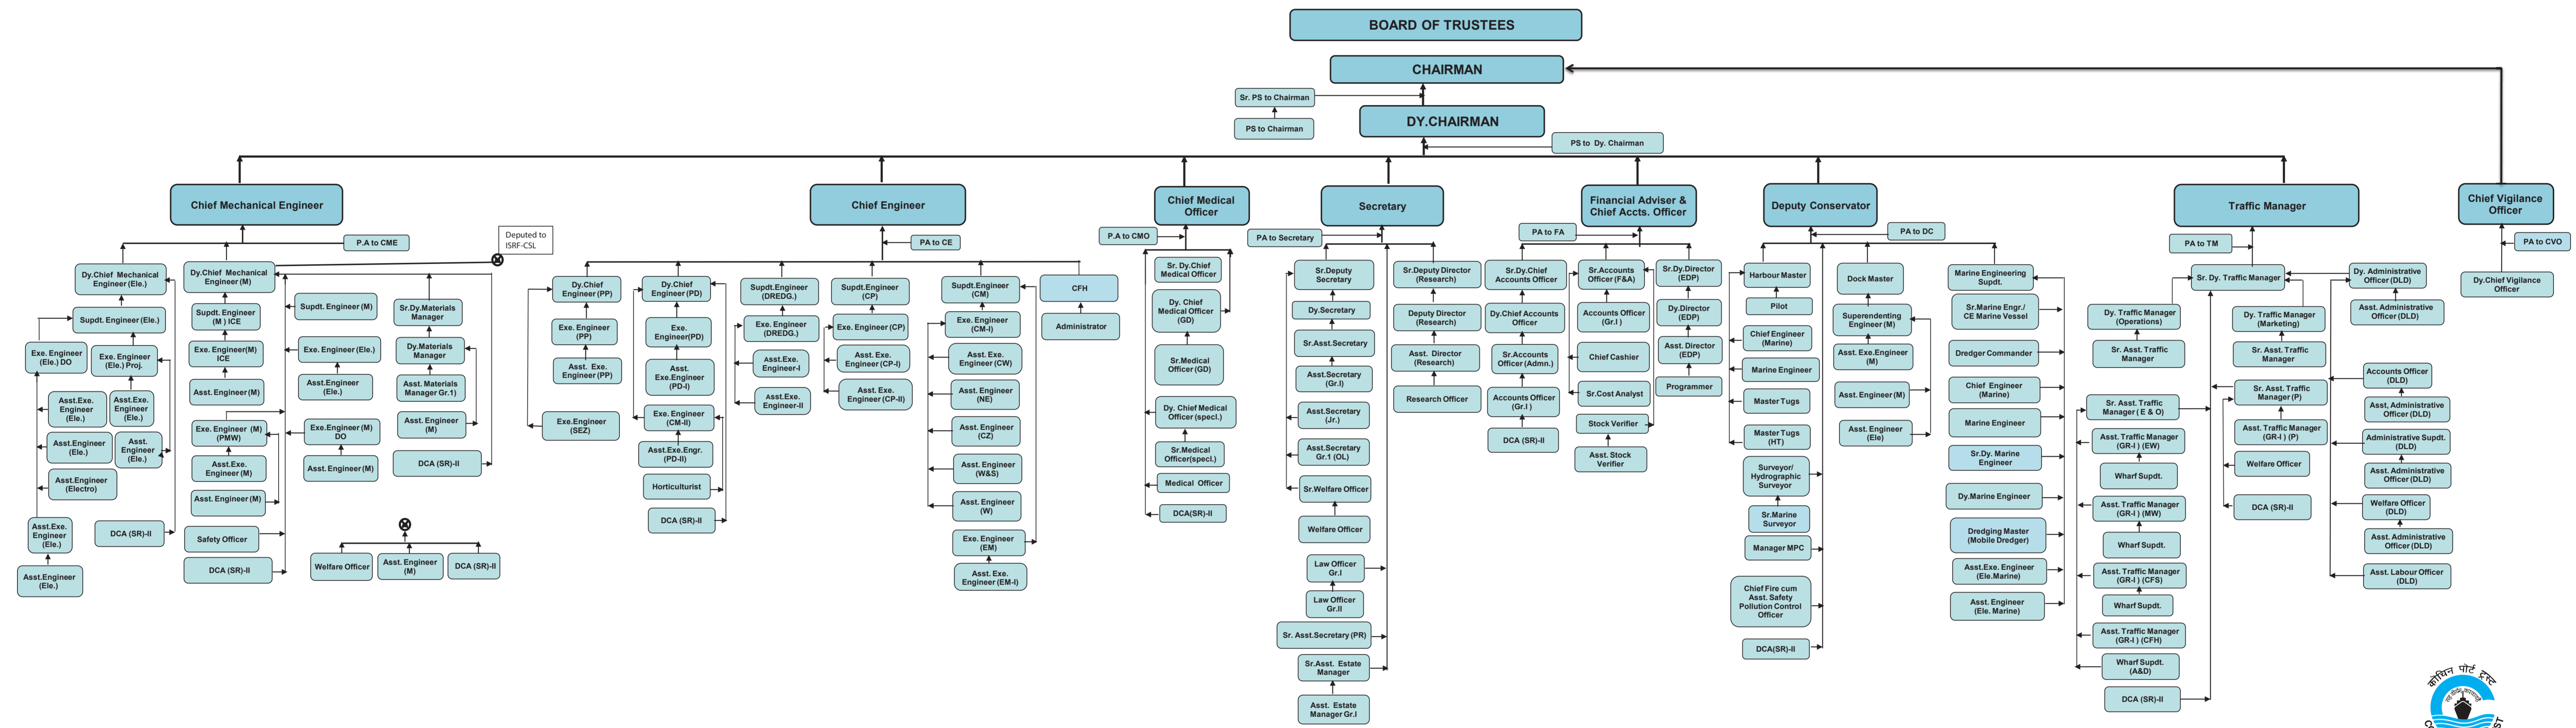 BOARD OF TRUSTEES
CHAIRMAN
Sr. PS to Chairman
PS to Chairman
DY.CHAIRMAN
PS to Dy. Chairman
Chief Mechanical Engineer
Chief Engineer
Chief Medical
Officer
Secretary
Financial Adviser &
Chief Accts. Officer
Deputy Conservator
Traffic Manager
Chief Vigilance
Officer
P.A to CME
Deputed to
ISRF-CSL
Dy.Chief Mechanical
Engineer (Ele.)
Supdt. Engineer (Ele.)
Exe. Engineer
(Ele.) DO
Exe. Engineer
(Ele.) Proj.
Asst.Exe.
Engineer
(Ele.)
Asst.Exe.
Engineer
(Ele.)
Asst.Engineer
(Ele.)
Asst.
Engineer
(Ele.)
Asst.Engineer
(Electro)
Asst.Exe.
Engineer
(Ele.)
DCA (SR)-II
Asst.Engineer
(Ele.)
Dy.Chief Mechanical
Engineer (M)
Supdt. Engineer
(M ) ICE
Exe. Engineer(M)
ICE
Asst. Engineer (M)
Exe. Engineer (M)
(PMW)
Asst.Exe.
Engineer (M)
Asst. Engineer (M)
Safety Officer
DCA (SR)-II
Supdt. Engineer (M)
Exe. Engineer (Ele.)
Asst.Engineer
(Ele.)
Exe.Engineer (M)
DO
Asst. Engineer (M)
Sr.Dy.Materials
Manager
Dy.Materials
Manager
Asst. Materials
Manager Gr.1)
Asst. Engineer
(M)
DCA (SR)-II
Welfare Officer
Asst. Engineer
(M)
DCA (SR)-II
PA to CE
Dy.Chief
Engineer (PP)
Exe. Engineer
(PP)
Asst. Exe.
Engineer (PP)
Exe.Engineer
(SEZ)
Dy.Chief
Engineer (PD)
Exe.
Engineer(PD)
Asst.
Exe.Engineer
(PD-I)
Exe. Engineer
(CM-II)
Asst.Exe.Engr.
(PD-II)
Horticulturist
DCA (SR)-II
Supdt.Engineer
(DREDG.)
Exe. Engineer
(DREDG.)
Asst.Exe.
Engineer-I
Asst.Exe.
Engineer-II
Supdt.Engineer
(CP)
Exe. Engineer (CP)
Asst. Exe.
Engineer (CP-I)
Asst. Exe.
Engineer (CP-II)
Supdt.Engineer
(CM)
Exe. Engineer
(CM-I)
Asst. Exe.
Engineer (CW)
Asst. Engineer
(NE)
Asst. Engineer
(CZ)
Asst. Engineer
(W&S)
Asst. Engineer
(W)
Exe. Engineer
(EM)
Asst. Exe.
Engineer (EM-I)
CFH
Administrator
P.A to CMO
Sr. Dy.Chief
Medical Officer
Dy. Chief
Medical Officer
(GD)
Sr.Medical
Officer (GD)
Dy. Chief Medical
Officer (specl.)
Sr.Medical
Officer(specl.)
Medical Officer
DCA(SR)-II
PA to Secretary
Sr.Deputy
Secretary
Dy.Secretary
Sr.Asst.Secretary
Asst.Secretary
(Gr.I)
Asst.Secretary
(Jr.)
Asst.Secretary
Gr.1 (OL)
Sr.Welfare Officer
Welfare Officer
Law Officer
Gr.I
Law Officer
Gr.II
Sr. Asst.Secretary (PR)
Sr.Asst. Estate
Manager
Asst. Estate
Manager Gr.I
Sr.Deputy Director
(Research)
Deputy Director
(Research)
Asst. Director
(Research)
Research Officer
PA to FA
Sr.Dy.Chief
Accounts Officer
Dy.Chief Accounts
Officer
Sr.Accounts
Officer (Admn.)
Accounts Officer
(Gr.I )
DCA (SR)-II
Sr.Accounts
Officer (F&A)
Accounts Officer
(Gr.I )
Chief Cashier
Sr.Cost Analyst
Stock Verifier
Asst. Stock
Verifier
Sr.Dy.Director
(EDP)
Dy.Director
(EDP)
Asst. Director
(EDP)
Programmer
PA to DC
Harbour Master
Pilot
Chief Engineer
(Marine)
Marine Engineer
Master Tugs
Master Tugs
(HT)
Surveyor/
Hydrographic
Surveyor
Sr.Marine
Surveyor
Manager MPC
Chief Fire cum
Asst. Safety
Pollution Control
Officer
DCA(SR)-II
Dock Master
Superendenting
Engineer (M)
Asst. Exe.Engineer
(M)
Asst. Engineer (M)
Asst. Engineer
(Ele)
Marine Engineering
Supdt.
Sr.Marine Engr./
CE Marine Vessel
Dredger Commander
Chief Engineer
(Marine)
Marine Engineer
Sr.Dy. Marine
Engineer
Dy.Marine Engineer
Dredging Master
(Mobile Dredger)
Asst.Exe. Engineer
(Ele.Marine)
Asst. Engineer
(Ele. Marine)
PA to TM
Sr. Dy. Traffic Manager
Dy. Traffic Manager
(Operations)
Sr. Asst. Traffic
Manager
Sr. Asst. Traffic
Manager ( E & O)
Asst. Traffic Manager
(GR-I ) (EW)
Wharf Supdt.
Asst. Traffic Manager
(GR-I ) (MW)
Wharf Supdt.
Asst. Traffic Manager
(GR-I ) (CFS)
Wharf Supdt.
Asst. Traffic Manager
(GR-I ) (CFH)
Wharf Supdt.
(A&D)
DCA (SR)-II
Dy. Traffic Manager
(Marketing)
Sr. Asst. Traffic
Manager
Sr. Asst. Traffic
Manager (P)
Asst. Traffic Manager
(GR-I ) (P)
Welfare Officer
DCA (SR)-II
Dy. Administrative
Officer (DLD)
Asst. Administrative
Officer (DLD)
Accounts Officer
(DLD)
Asst, Administrative
Officer (DLD)
Administrative Supdt.
(DLD)
Asst. Administrative
Officer (DLD)
Welfare Officer
(DLD)
Asst. Administrative
Officer (DLD)
Asst. Labour Officer
(DLD)
PA to CVO
Dy.Chief Vigilance
Officer
कोचिन पोर्ट ट्रस्ट